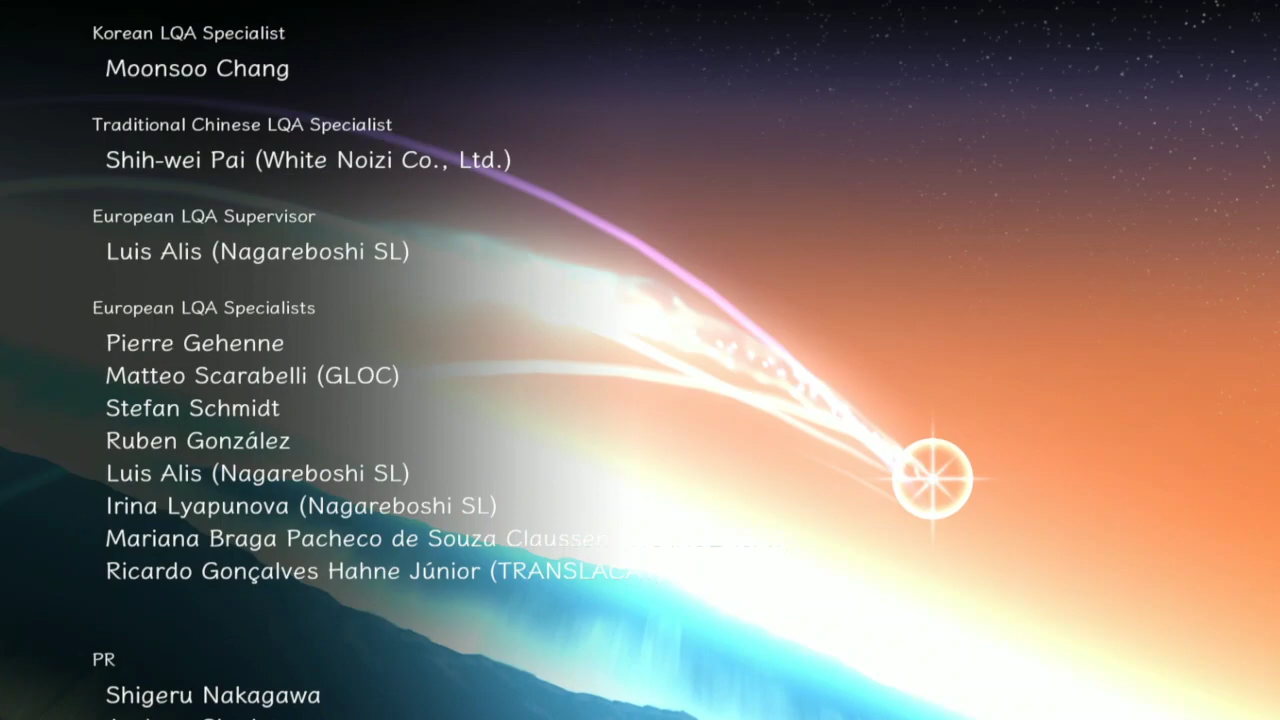 Korean LQA Specialist
Moonsoo Chang
Traditional Chinese LQA Specialist
Shih-wei Pai (White Noizi Co., Ltd.)
European LQA Supervisor
Luis Alis (Nagareboshi SL)
European LQA Specialists
Pierre Gehenne
Matteo Scarabelli (GLOC)
Stefan Schmidt
Ruben González
Luis Alis (Nagareboshi SL)
Irina Lyapunova (Nagareboshi SL)
Mariana Braga Pacheco de Souza Claussen
Ricardo Gonçalves Hahne Júnior
PR
Shigeru Nakagawa